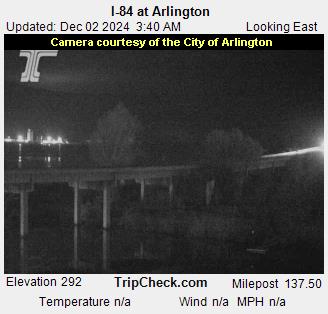 I-84 at Arlington
Updated: Dec 02 2024 3:40 AM Looking East
Camera courtesy of the City of Arlington
Elevation 292 TripCheck.com Milepost 137.50
Temperature n/a Wind n/a MPH n/a